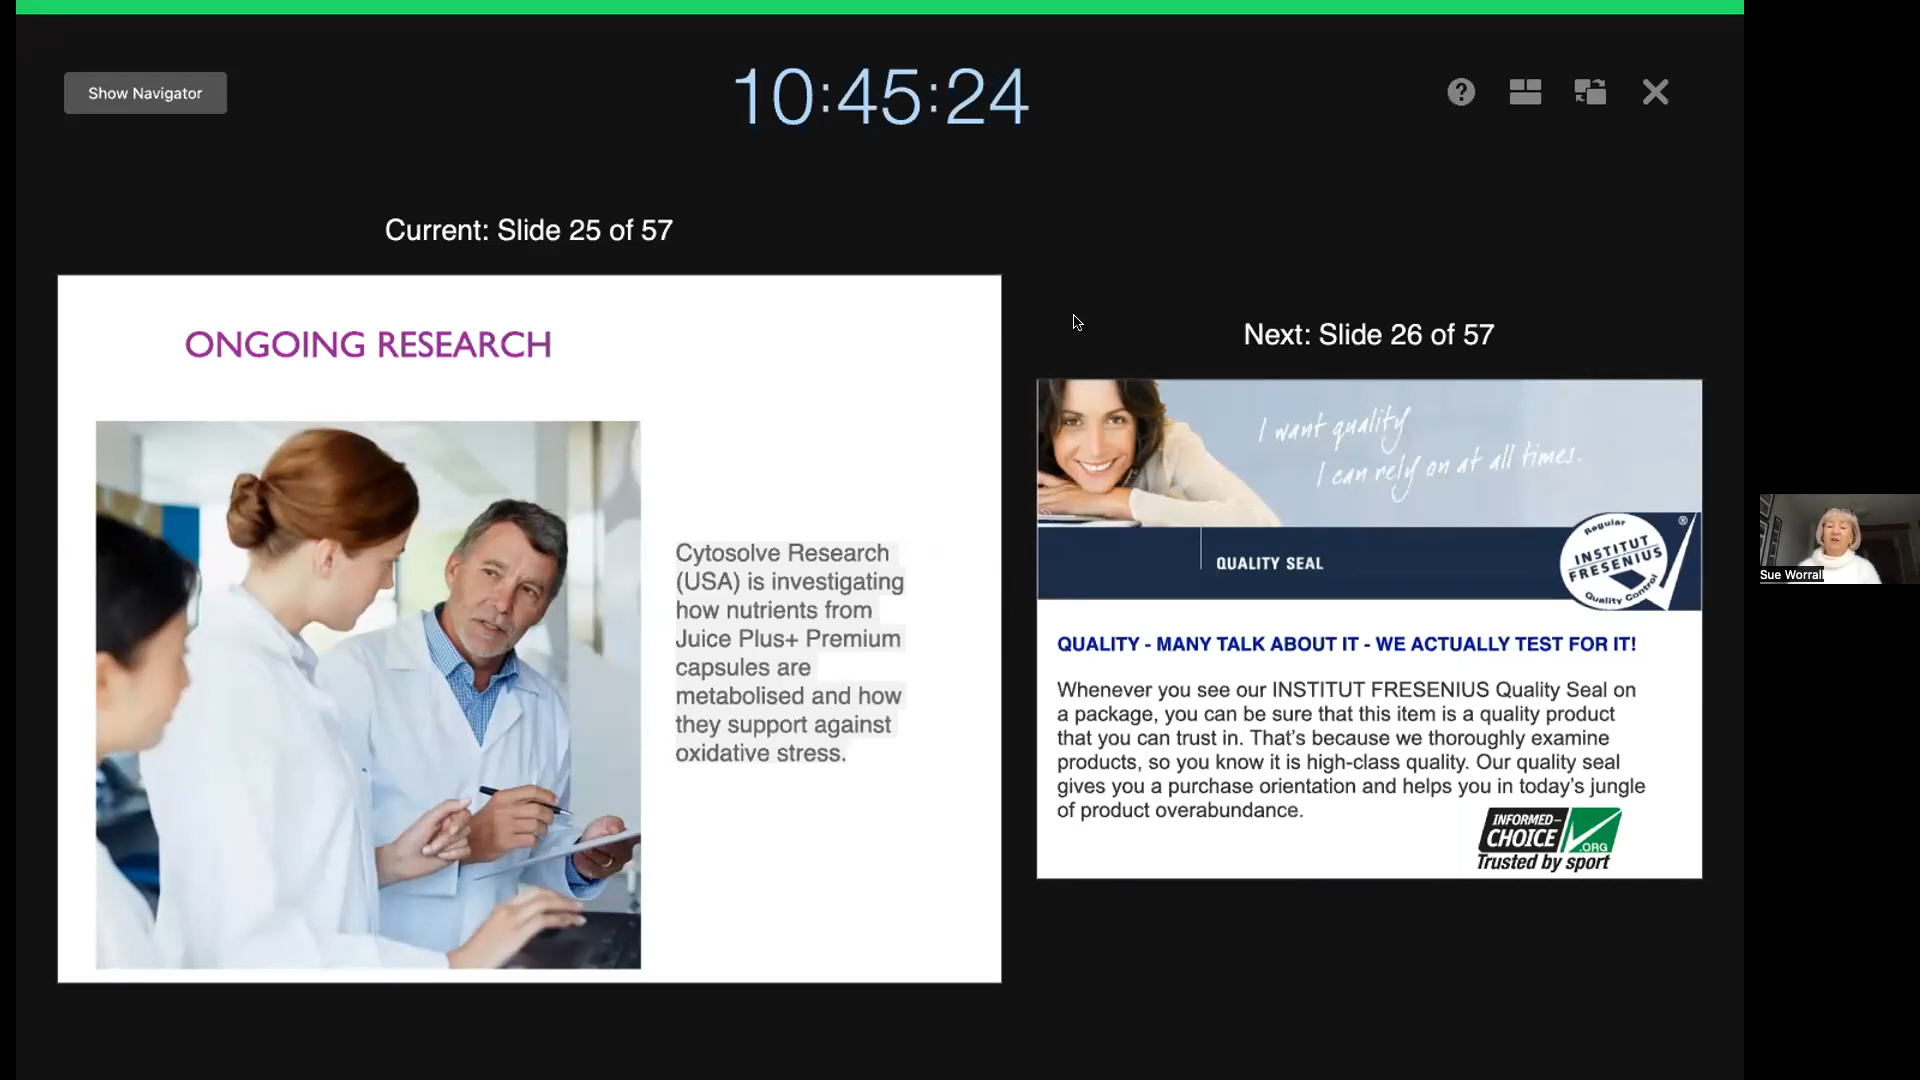 Show Navigator
10:45:24
Current: Slide 25 of 57
ONGOING RESEARCH
Cytosolve Research
(USA) is investigating
how nutrients from
Juice Plus+ Premium
capsules are
metabolised and how
they support against
oxidative stress.
Next: Slide 26 of 57
I want quality
I can rely on at all times.
QUALITY SEAL
Regular
INSTITUT
FRESENIUS
Quality Control
®
QUALITY - MANY TALK ABOUT IT - WE ACTUALLY TEST FOR IT!
Whenever you see our INSTITUT FRESENIUS Quality Seal on
a package, you can be sure that this item is a quality product
that you can trust in. That’s because we thoroughly examine
products, so you know it is high-class quality. Our quality seal
gives you a purchase orientation and helps you in today’s jungle
of product overabundance.
INFORMED-
CHOICE
.ORG
Trusted by sport
Sue Worrall